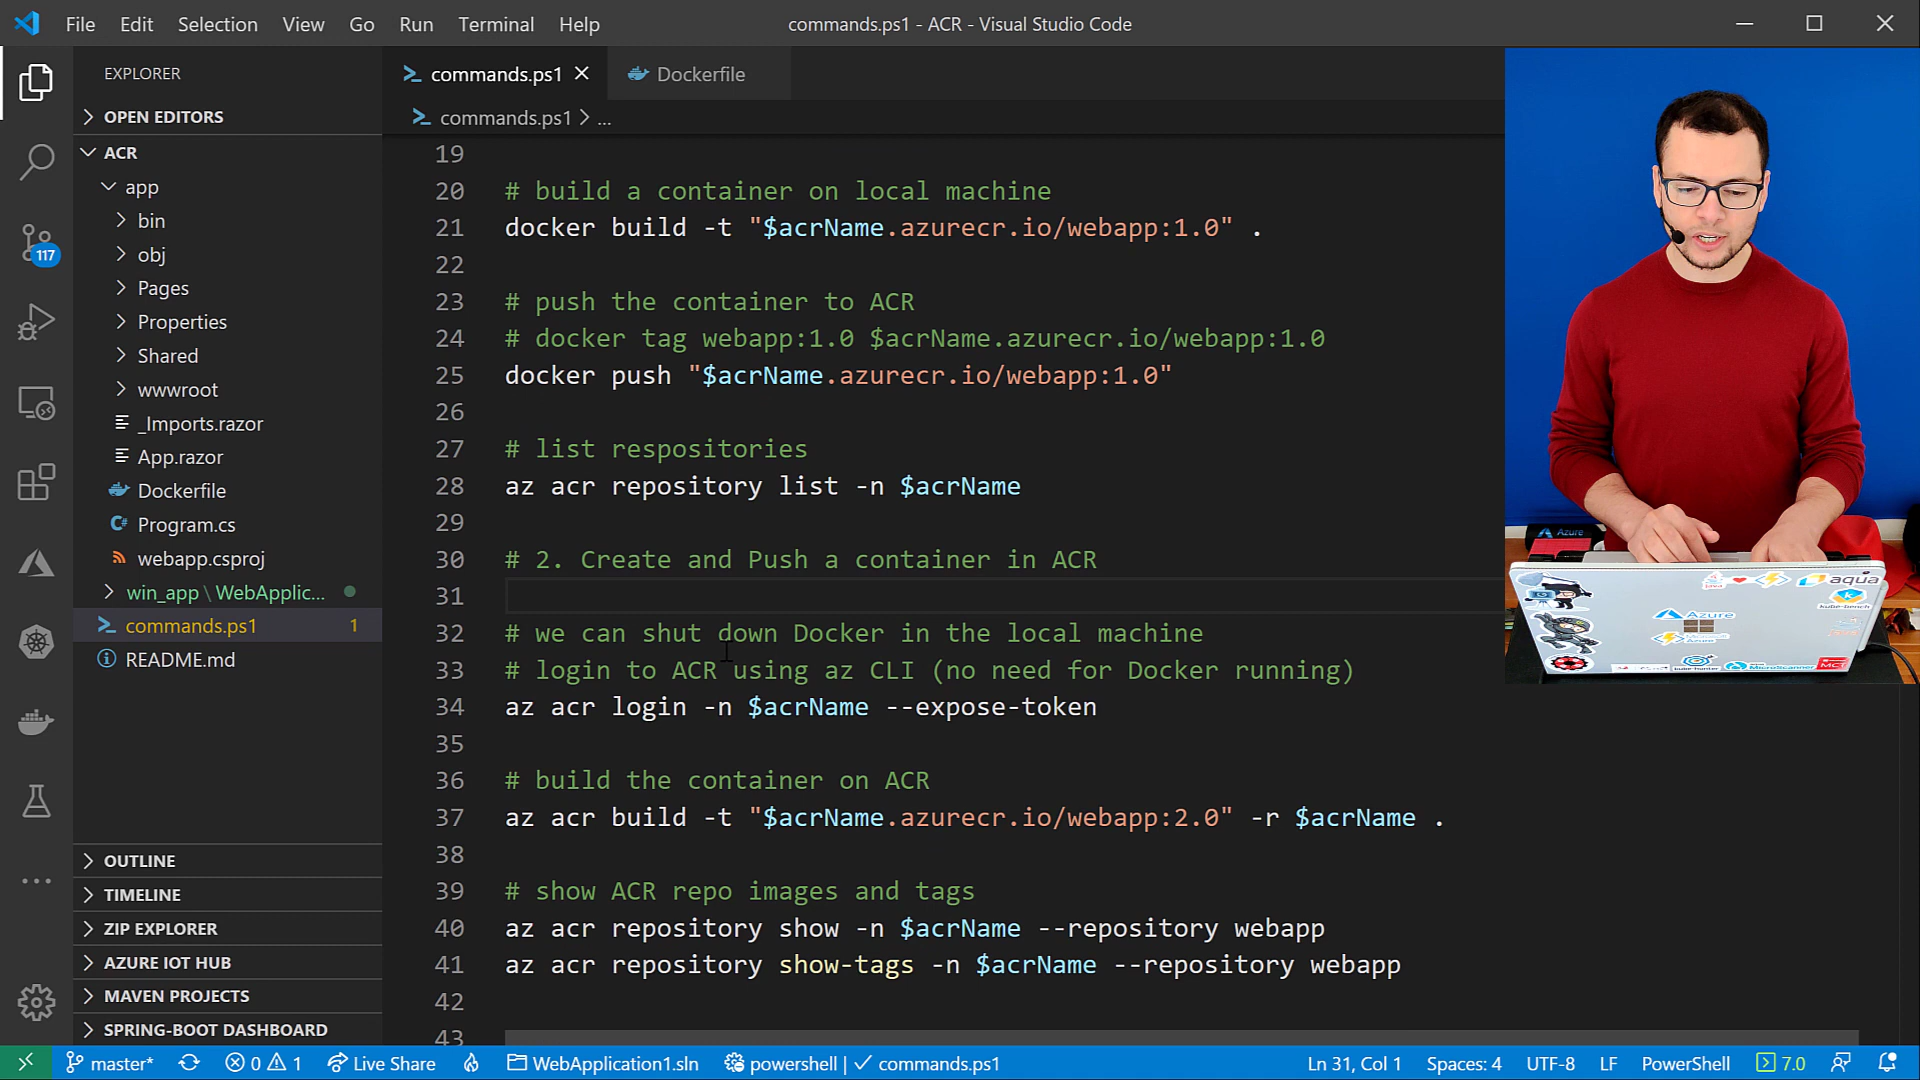 File Edit Selection View Go Run Terminal Help
commands.ps1 - ACR - Visual Studio Code
EXPLORER
OPEN EDITORS
ACR
app
bin
obj
Pages
Properties
Shared
wwwroot
_Imports.razor
App.razor
Dockerfile
Program.cs
webapp.csproj
win_app \ WebApplic...
commands.ps1 1
README.md
OUTLINE
TIMELINE
ZIP EXPLORER
AZURE IOT HUB
MAVEN PROJECTS
SPRING-BOOT DASHBOARD
117
commands.ps1 Dockerfile
commands.ps1 > ...
19
20 # build a container on local machine
21 docker build -t "$acrName.azurecr.io/webapp:1.0" .
22
23 # push the container to ACR
24 # docker tag webapp:1.0 $acrName.azurecr.io/webapp:1.0
25 docker push "$acrName.azurecr.io/webapp:1.0"
26
27 # list respositories
28 az acr repository list -n $acrName
29
30 # 2. Create and Push a container in ACR
31
32 # we can shut down Docker in the local machine
33 # login to ACR using az CLI (no need for Docker running)
34 az acr login -n $acrName --expose-token
35
36 # build the container on ACR
37 az acr build -t "$acrName.azurecr.io/webapp:2.0" -r $acrName .
38
39 # show ACR repo images and tags
40 az acr repository show -n $acrName --repository webapp
41 az acr repository show-tags -n $acrName --repository webapp
42
43
Azure
aqua
kube-bench
Azure
kube-hunter
MicroScanner
MCT
master* 0 1 Live Share WebApplication1.sln powershell | ✓ commands.ps1 Ln 31, Col 1 Spaces: 4 UTF-8 LF PowerShell 7.0